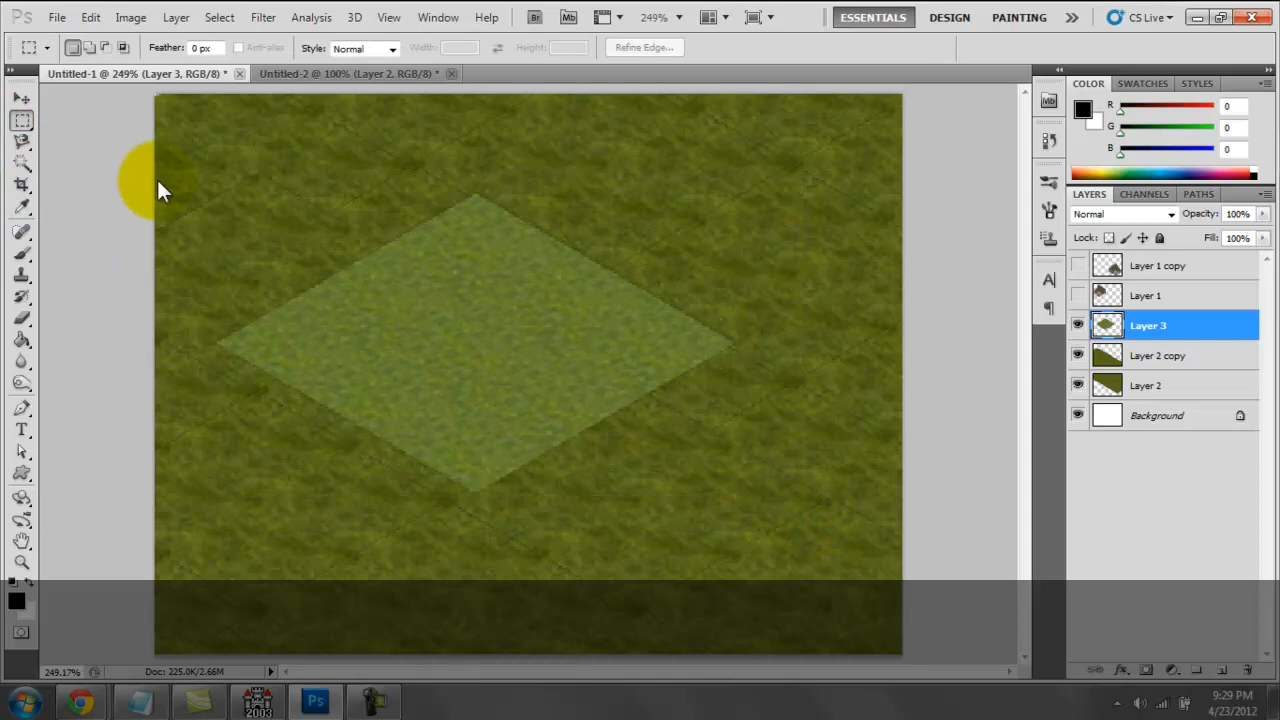 Ps File Edit Image Layer Select Filter Analysis 3D View Window Help Br Mb 249% ESSENTIALS DESIGN PAINTING CS Live
Feather: 0 px Anti-alias Style: Normal Width: Height: Refine Edge...
Untitled-1 @ 249% (Layer 3, RGB/8) * Untitled-2 @ 100% (Layer 2, RGB/8) *
COLOR SWATCHES STYLES
Mb
R 0
G 0
B 0
LAYERS CHANNELS PATHS
Normal Opacity: 100%
Lock: Fill: 100%
Layer 1 copy
Layer 1
Layer 3
Layer 2 copy
Layer 2
Background
249.17% Doc: 225.0K/2.66M
2003 Ps
9:29 PM
4/23/2012